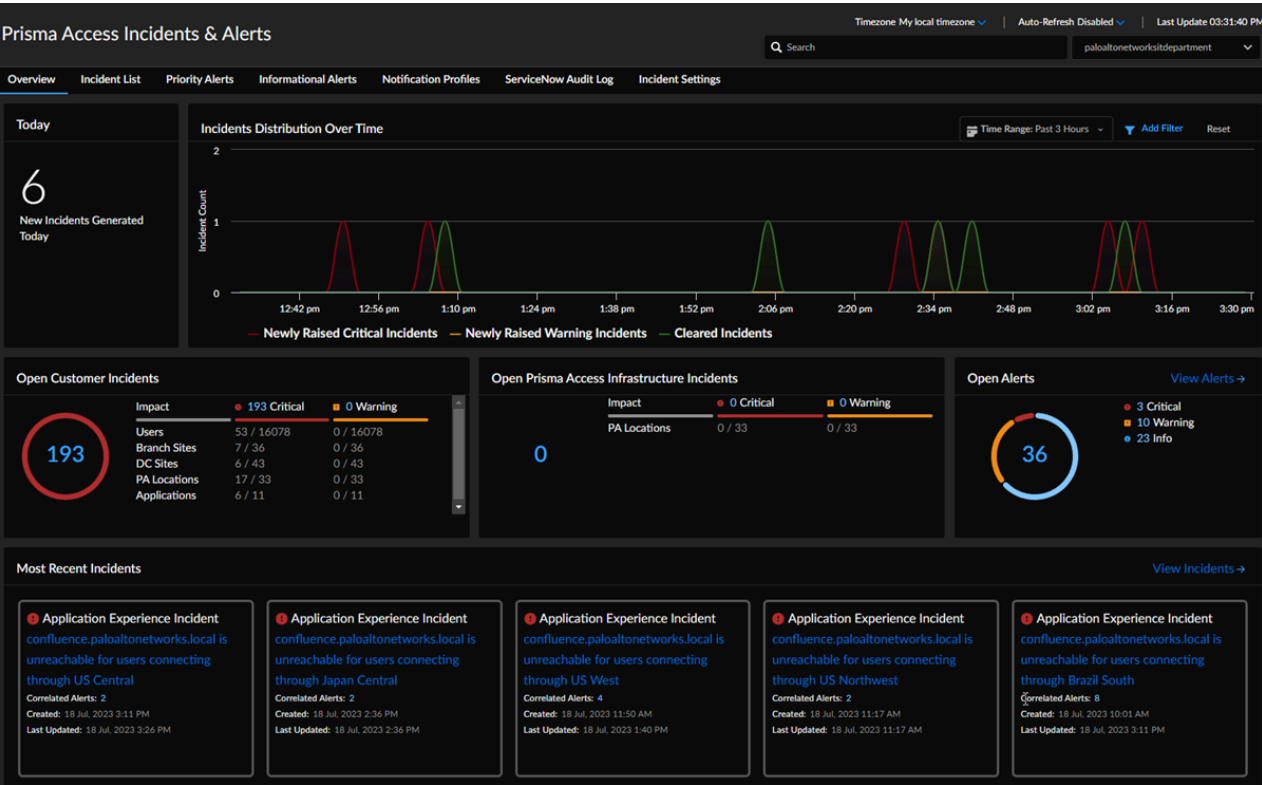 Timezone My local timezone
Auto-Refresh Disabled
Last Update 03:31:40 PM
Prisma Access Incidents & Alerts
Search
paloaltonetworksitdepartment
Overview Incident List Priority Alerts Informational Alerts Notification Profiles ServiceNow Audit Log Incident Settings
Today
6
New Incidents Generated
Today
Incidents Distribution Over Time
Time Range: Past 3 Hours
Add Filter
Reset
Incident Count
2
1
0
12:42 pm 12:56 pm 1:10 pm 1:24 pm 1:38 pm 1:52 pm 2:06 pm 2:20 pm 2:34 pm 2:48 pm 3:02 pm 3:16 pm 3:30 pm
Newly Raised Critical Incidents Newly Raised Warning Incidents Cleared Incidents
Open Customer Incidents
193
Impact 193 Critical 0 Warning
Users 53 / 16078 0 / 16078
Branch Sites 7 / 36 0 / 36
DC Sites 6 / 43 0 / 43
PA Locations 17 / 33 0 / 33
Applications 6 / 11 0 / 11
Open Prisma Access Infrastructure Incidents
0
Impact 0 Critical 0 Warning
PA Locations 0 / 33 0 / 33
Open Alerts
View Alerts →
36
3 Critical
10 Warning
23 Info
Most Recent Incidents
View Incidents →
Application Experience Incident
confluence.paloaltonetworks.local is
unreachable for users connecting
through US Central
Correlated Alerts: 2
Created: 18 Jul, 2023 3:11 PM
Last Updated: 18 Jul, 2023 3:26 PM
Application Experience Incident
confluence.paloaltonetworks.local is
unreachable for users connecting
through Japan Central
Correlated Alerts: 2
Created: 18 Jul, 2023 2:36 PM
Last Updated: 18 Jul, 2023 2:36 PM
Application Experience Incident
confluence.paloaltonetworks.local is
unreachable for users connecting
through US West
Correlated Alerts: 4
Created: 18 Jul, 2023 11:50 AM
Last Updated: 18 Jul, 2023 1:40 PM
Application Experience Incident
confluence.paloaltonetworks.local is
unreachable for users connecting
through US Northwest
Correlated Alerts: 2
Created: 18 Jul, 2023 11:17 AM
Last Updated: 18 Jul, 2023 11:17 AM
Application Experience Incident
confluence.paloaltonetworks.local is
unreachable for users connecting
through Brazil South
Correlated Alerts: 8
Created: 18 Jul, 2023 10:01 AM
Last Updated: 18 Jul, 2023 3:11 PM